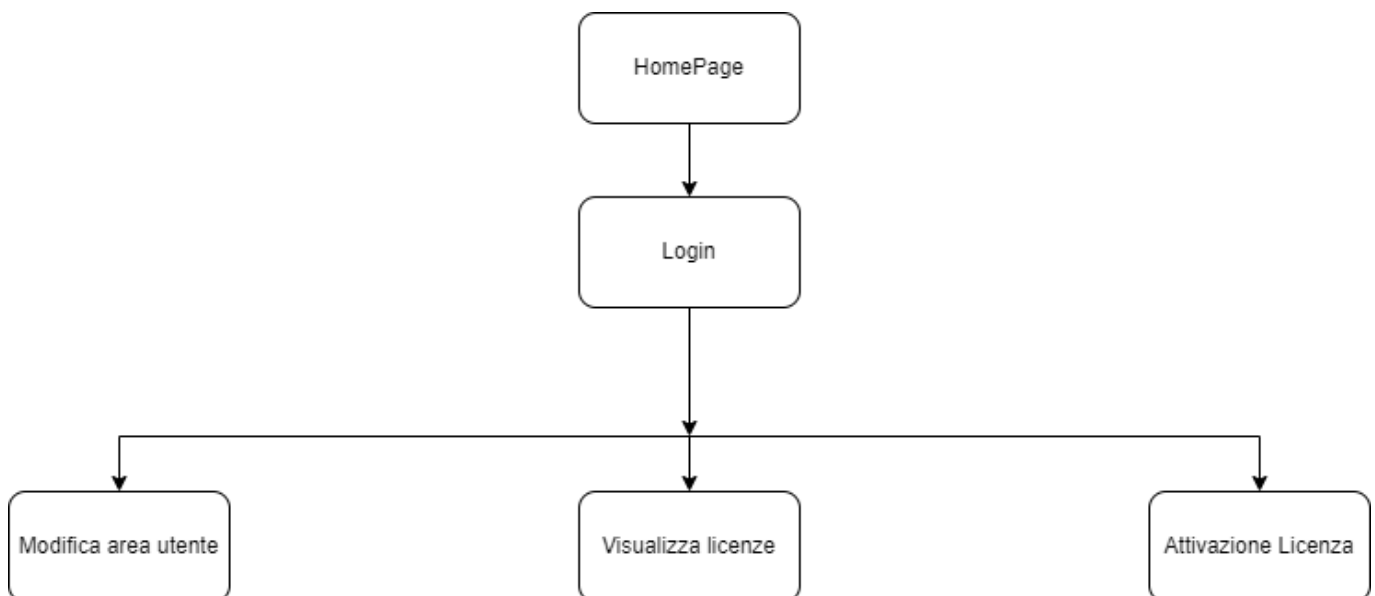 HomePage
Login
Modifica area utente
Visualizza licenze
Attivazione Licenza